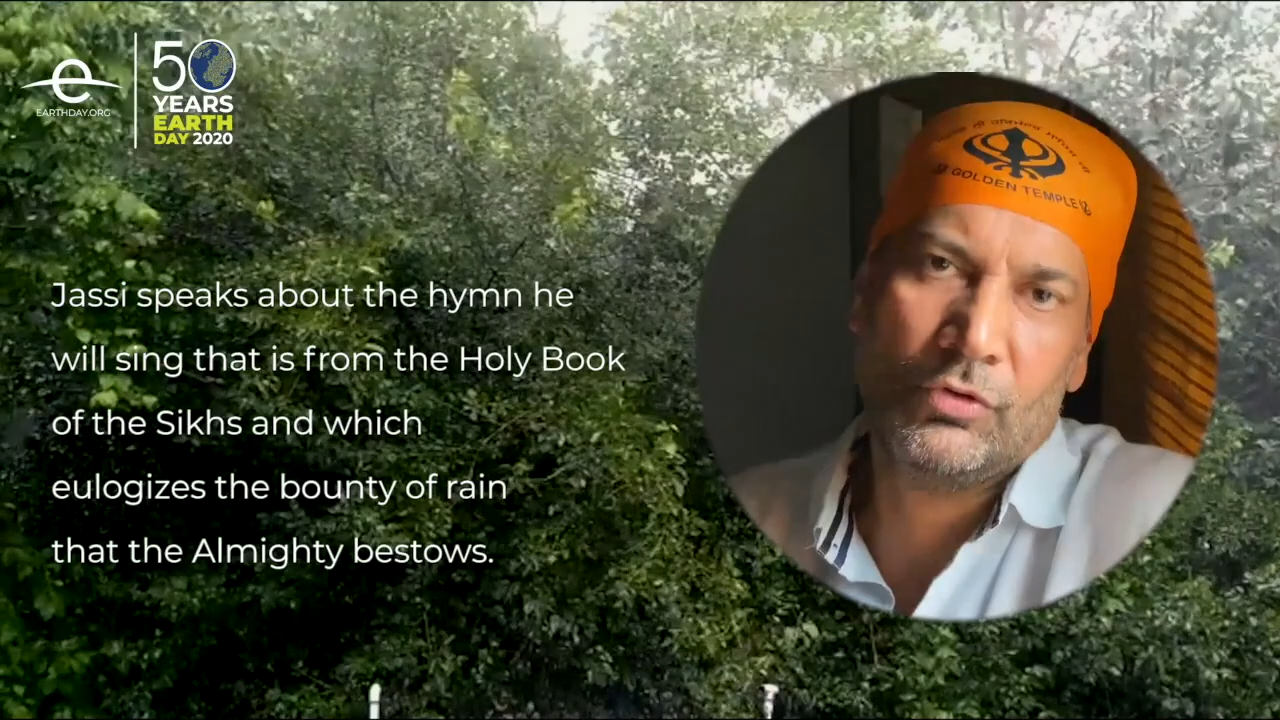 EARTHDAY.ORG
50
YEARS
EARTH
DAY 2020
Jassi speaks about the hymn he
will sing that is from the Holy Book
of the Sikhs and which
eulogizes the bounty of rain
that the Almighty bestows.
GOLDEN TEMPLE